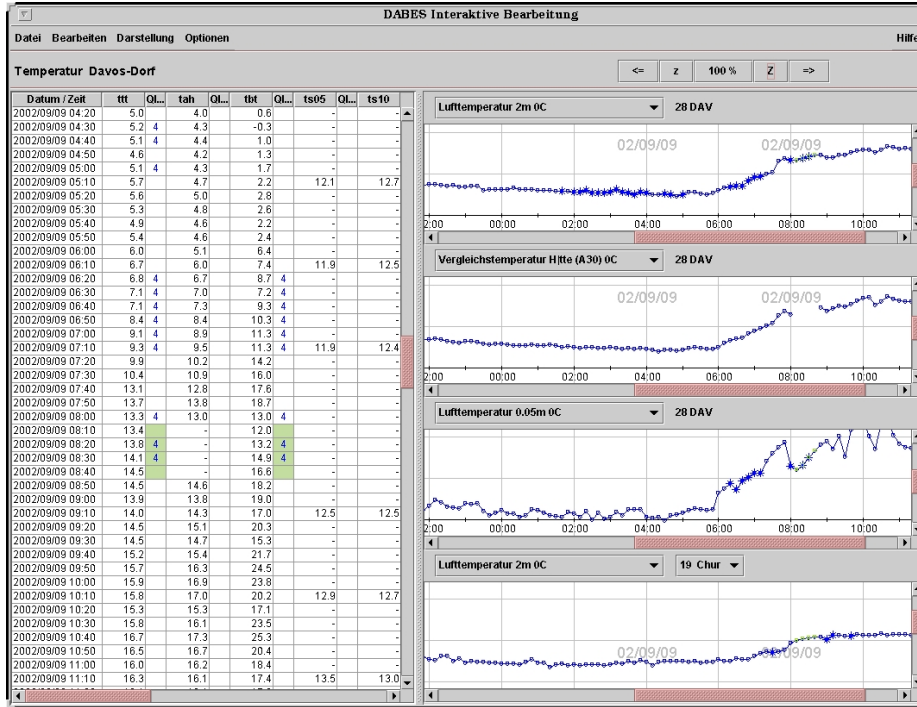 DABES Interaktive Bearbeitung
Datei Bearbeiten Darstellung Optionen Hilfe
Temperatur Davos-Dorf
<= z 100 % Z =>
Datum / Zeit ttt QI... tah QI... tbt QI... ts05 QI... ts10
2002/09/09 04:20 5.0 4.0 0.6 - -
2002/09/09 04:30 5.2 4 4.3 -0.3 - -
2002/09/09 04:40 5.1 4 4.4 1.0 - -
2002/09/09 04:50 4.6 4.2 1.3 - -
2002/09/09 05:00 5.1 4 4.3 1.7 - -
2002/09/09 05:10 5.7 4.7 2.2 12.1 12.7
2002/09/09 05:20 5.6 5.0 2.8 - -
2002/09/09 05:30 5.3 4.8 2.6 - -
2002/09/09 05:40 4.9 4.6 2.2 - -
2002/09/09 05:50 5.4 4.6 2.4 - -
2002/09/09 06:00 6.0 5.1 6.4 - -
2002/09/09 06:10 6.7 6.0 7.4 11.9 12.5
2002/09/09 06:20 6.8 4 6.7 8.7 4 - -
2002/09/09 06:30 7.1 4 7.0 7.2 4 - -
2002/09/09 06:40 7.1 4 7.3 9.3 4 - -
2002/09/09 06:50 8.4 4 8.4 10.3 4 - -
2002/09/09 07:00 9.1 4 8.9 11.3 4 - -
2002/09/09 07:10 9.3 4 9.5 11.3 4 11.9 12.4
2002/09/09 07:20 9.9 10.2 14.2 - -
2002/09/09 07:30 10.4 10.9 16.0 - -
2002/09/09 07:40 13.1 12.8 17.6 - -
2002/09/09 07:50 13.7 13.8 18.7 - -
2002/09/09 08:00 13.3 4 13.0 13.0 4 - -
2002/09/09 08:10 13.4 - 12.0 - -
2002/09/09 08:20 13.8 4 - 13.2 4 - -
2002/09/09 08:30 14.1 4 - 14.9 4 - -
2002/09/09 08:40 14.5 - 16.6 - -
2002/09/09 08:50 14.5 14.6 18.2 - -
2002/09/09 09:00 13.9 13.8 19.0 - -
2002/09/09 09:10 14.0 14.3 17.0 12.5 12.5
2002/09/09 09:20 14.5 15.1 20.3 - -
2002/09/09 09:30 14.5 14.7 15.3 - -
2002/09/09 09:40 15.2 15.4 21.7 - -
2002/09/09 09:50 15.7 16.3 24.5 - -
2002/09/09 10:00 15.9 16.9 23.8 - -
2002/09/09 10:10 15.8 17.0 20.2 12.9 12.7
2002/09/09 10:20 15.3 15.3 17.1 - -
2002/09/09 10:30 15.8 16.1 23.5 - -
2002/09/09 10:40 16.7 17.3 25.3 - -
2002/09/09 10:50 16.5 16.7 20.4 - -
2002/09/09 11:00 16.0 16.2 18.4 - -
2002/09/09 11:10 16.3 16.1 17.4 13.5 13.0
Lufttemperatur 2m 0C 28 DAV
02/09/09 02/09/09
2:00 00:00 02:00 04:00 06:00 08:00 10:00
Vergleichstemperatur H|tte (A30) 0C 28 DAV
02/09/09 02/09/09
2:00 00:00 02:00 04:00 06:00 08:00 10:00
Lufttemperatur 0.05m 0C 28 DAV
2:00 00:00 02:00 04:00 06:00 08:00 10:00
Lufttemperatur 2m 0C 19 Chur
02/09/09 02/09/09